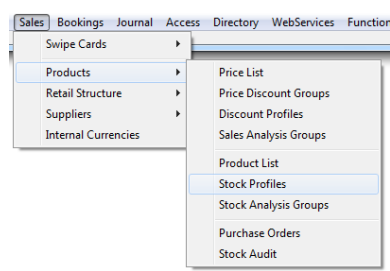 Sales Bookings Journal Access Directory WebServices Function
Swipe Cards
Products
Retail Structure
Suppliers
Internal Currencies
Price List
Price Discount Groups
Discount Profiles
Sales Analysis Groups
Product List
Stock Profiles
Stock Analysis Groups
Purchase Orders
Stock Audit